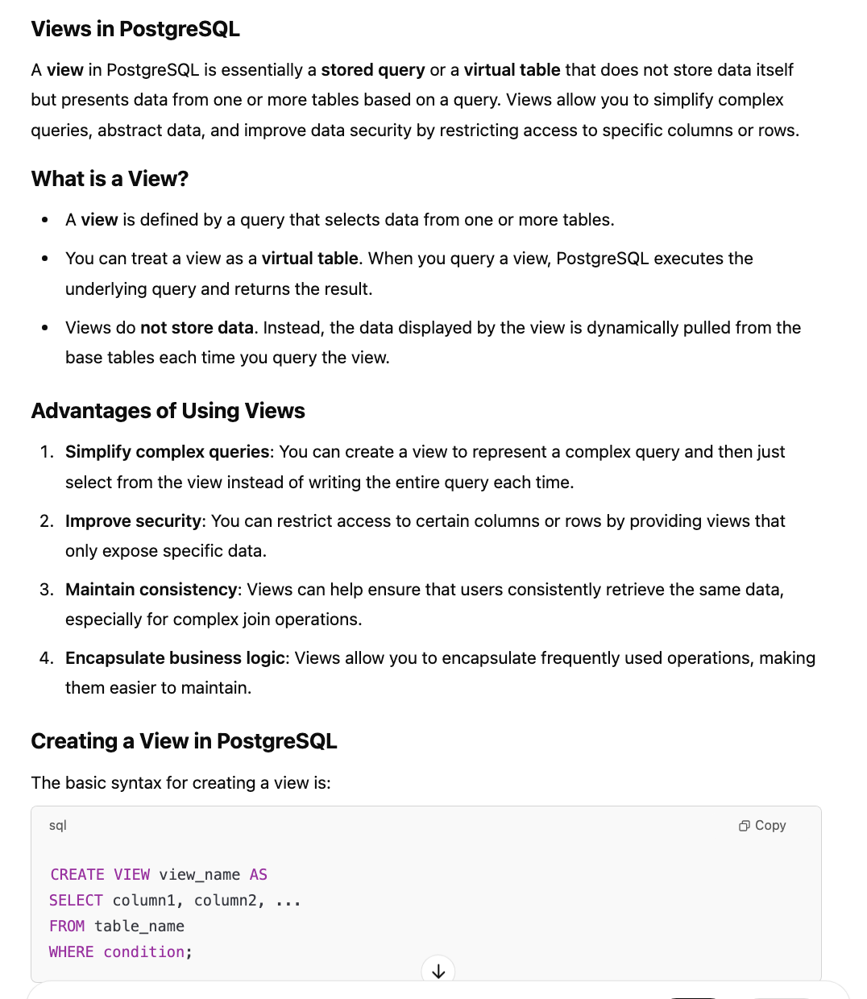 Views in PostgreSQL
A view in PostgreSQL is essentially a stored query or a virtual table that does not store data itself
but presents data from one or more tables based on a query. Views allow you to simplify complex
queries, abstract data, and improve data security by restricting access to specific columns or rows.
What is a View?
• A view is defined by a query that selects data from one or more tables.
• You can treat a view as a virtual table. When you query a view, PostgreSQL executes the
underlying query and returns the result.
• Views do not store data. Instead, the data displayed by the view is dynamically pulled from the
base tables each time you query the view.
Advantages of Using Views
1. Simplify complex queries: You can create a view to represent a complex query and then just
select from the view instead of writing the entire query each time.
2. Improve security: You can restrict access to certain columns or rows by providing views that
only expose specific data.
3. Maintain consistency: Views can help ensure that users consistently retrieve the same data,
especially for complex join operations.
4. Encapsulate business logic: Views allow you to encapsulate frequently used operations, making
them easier to maintain.
Creating a View in PostgreSQL
The basic syntax for creating a view is:
sql Copy
CREATE VIEW view_name AS
SELECT column1, column2, ...
FROM table_name
WHERE condition;